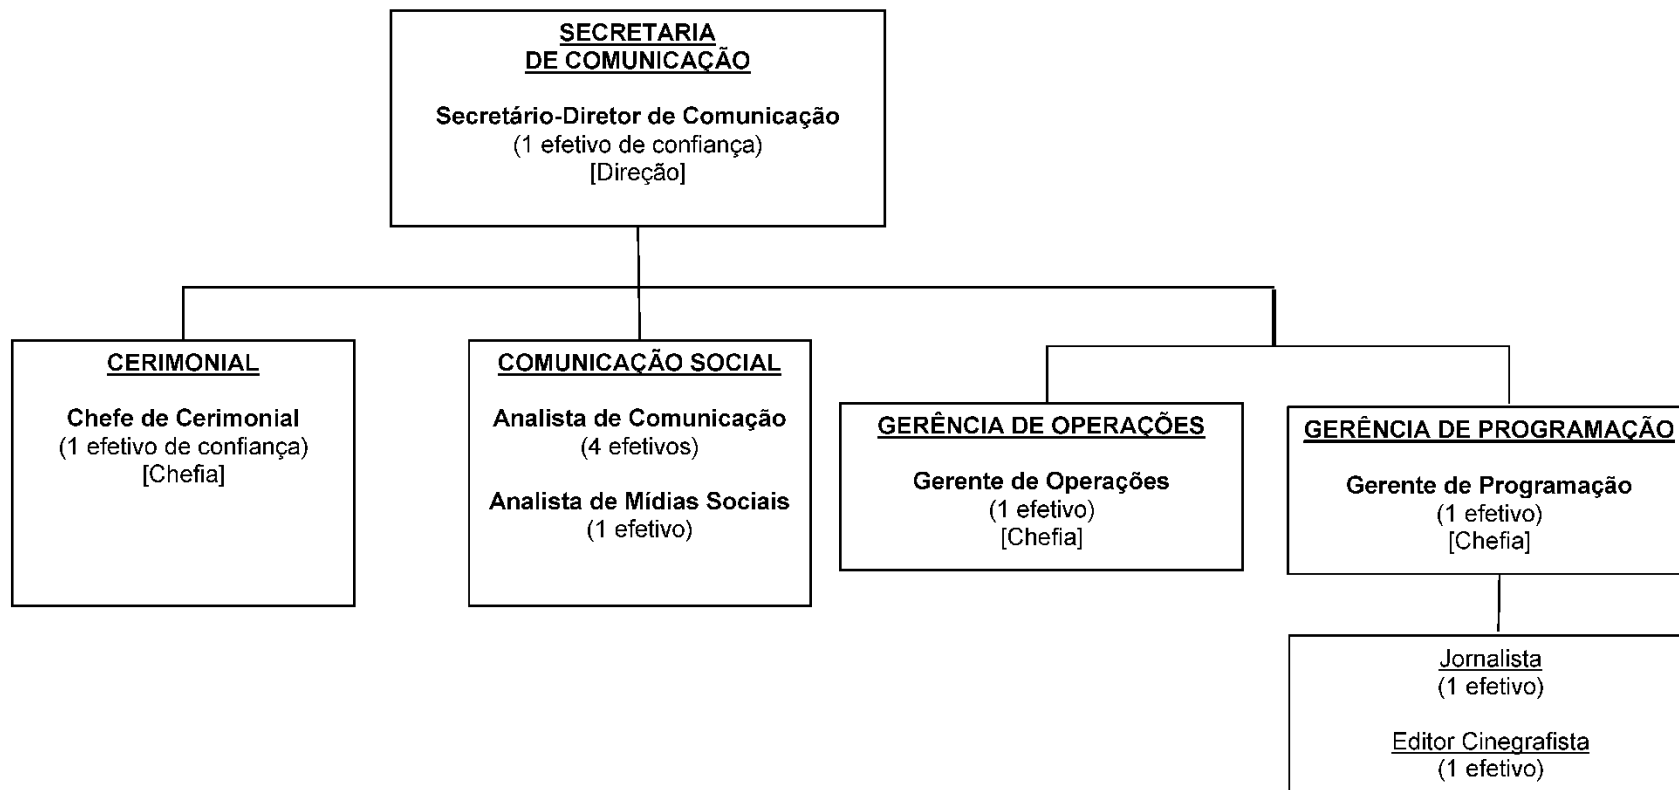 SECRETARIA
DE COMUNICAÇÃO
Secretário-Diretor de Comunicação
(1 efetivo de confiança)
[Direção]
CERIMONIAL
Chefe de Cerimonial
(1 efetivo de confiança)
[Chefia]
COMUNICAÇÃO SOCIAL
Analista de Comunicação
(4 efetivos)
Analista de Mídias Sociais
(1 efetivo)
GERÊNCIA DE OPERAÇÕES
Gerente de Operações
(1 efetivo)
[Chefia]
GERÊNCIA DE PROGRAMAÇÃO
Gerente de Programação
(1 efetivo)
[Chefia]
Jornalista
(1 efetivo)
Editor Cinegrafista
(1 efetivo)